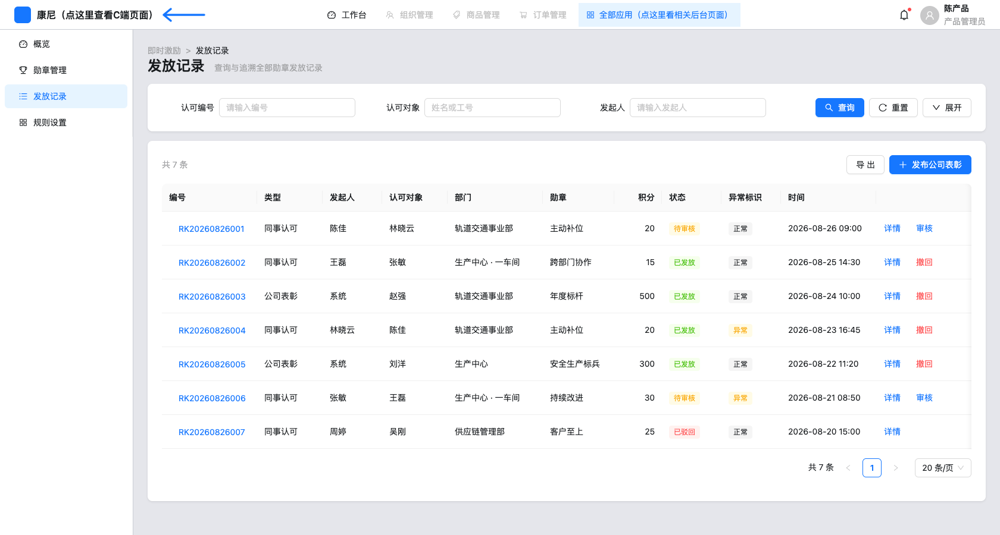 康尼（点这里查看C端页面）
工作台
组织管理
商品管理
订单管理
全部应用（点这里看相关后台页面）
陈产品
产品管理员
概览
勋章管理
发放记录
规则设置
即时激励 > 发放记录
发放记录 查询与追溯全部勋章发放记录
认可编号 请输入编号 认可对象 姓名或工号 发起人 请输入发起人 查询 重置 展开
共 7 条 导 出 发布公司表彰
编号 类型 发起人 认可对象 部门 勋章 积分 状态 异常标识 时间
RK20260826001 同事认可 陈佳 林晓云 轨道交通事业部 主动补位 20 待审核 正常 2026-08-26 09:00 详情 审核
RK20260826002 同事认可 王磊 张敏 生产中心 · 一车间 跨部门协作 15 已发放 正常 2026-08-25 14:30 详情 撤回
RK20260826003 公司表彰 系统 赵强 轨道交通事业部 年度标杆 500 已发放 正常 2026-08-24 10:00 详情 撤回
RK20260826004 同事认可 林晓云 陈佳 轨道交通事业部 主动补位 20 已发放 异常 2026-08-23 16:45 详情 撤回
RK20260826005 公司表彰 系统 刘洋 生产中心 安全生产标兵 300 已发放 正常 2026-08-22 11:20 详情 撤回
RK20260826006 同事认可 张敏 王磊 生产中心 · 一车间 持续改进 30 待审核 异常 2026-08-21 08:50 详情 审核
RK20260826007 同事认可 周婷 吴刚 供应链管理部 客户至上 25 已驳回 正常 2026-08-20 15:00 详情
共 7 条 < 1 > 20 条/页